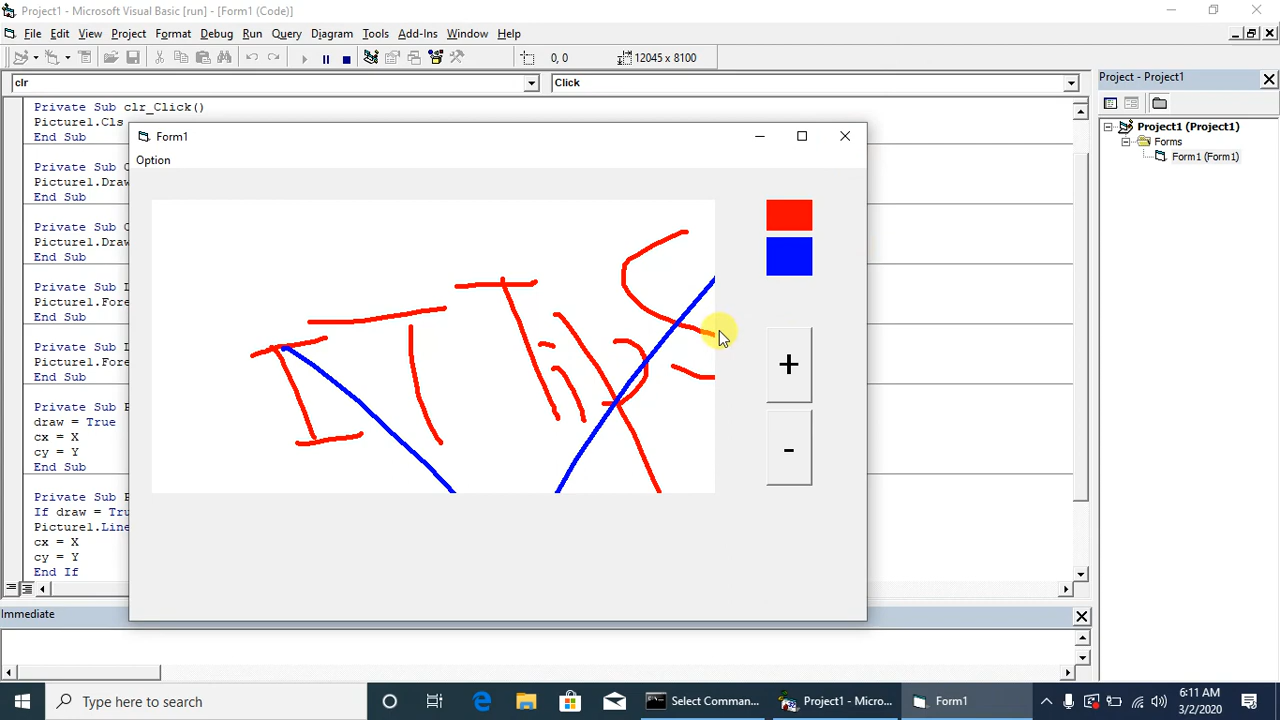 Project1 - Microsoft Visual Basic [run] - [Form1 (Code)]
File Edit View Project Format Debug Run Query Diagram Tools Add-Ins Window Help
0, 0 12045 x 8100
clr Click
Project - Project1
Private Sub clr_Click()
Picture1.Cls
End Sub
Project1 (Project1)
Forms
Form1 (Form1)
Form1
Option
Private Sub
Picture1.Draw
End Sub
Private Sub
Picture1.Draw
End Sub
Private Sub
Picture1.Fore
End Sub
Private Sub
Picture1.Fore
End Sub
+
-
Private Sub
draw = True
cx = X
cy = Y
End Sub
Private Sub
If draw = Tru
Picture1.Line
cx = X
cy = Y
End If
Immediate
Type here to search
Select Comman...
Project1 - Micro...
Form1
6:11 AM
3/2/2020